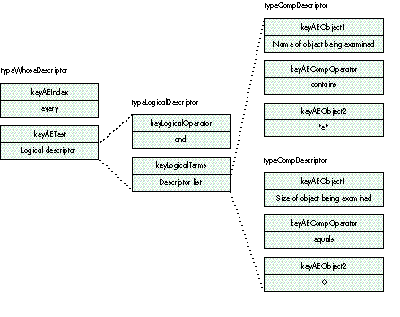 typeWhoseDescriptor
keyAEIndex
every
keyAETest
Logical descriptor
typeLogicalDescriptor
keyLogicalOperator
and
keyLogicalTerms
Descriptor list
typeCompDescriptor
keyAEObject1
Name of object being examined
keyAECompOperator
contains
keyAEObject2
"e"
typeCompDescriptor
keyAEObject1
Size of object being examined
keyAECompOperator
equals
keyAEObject2
0